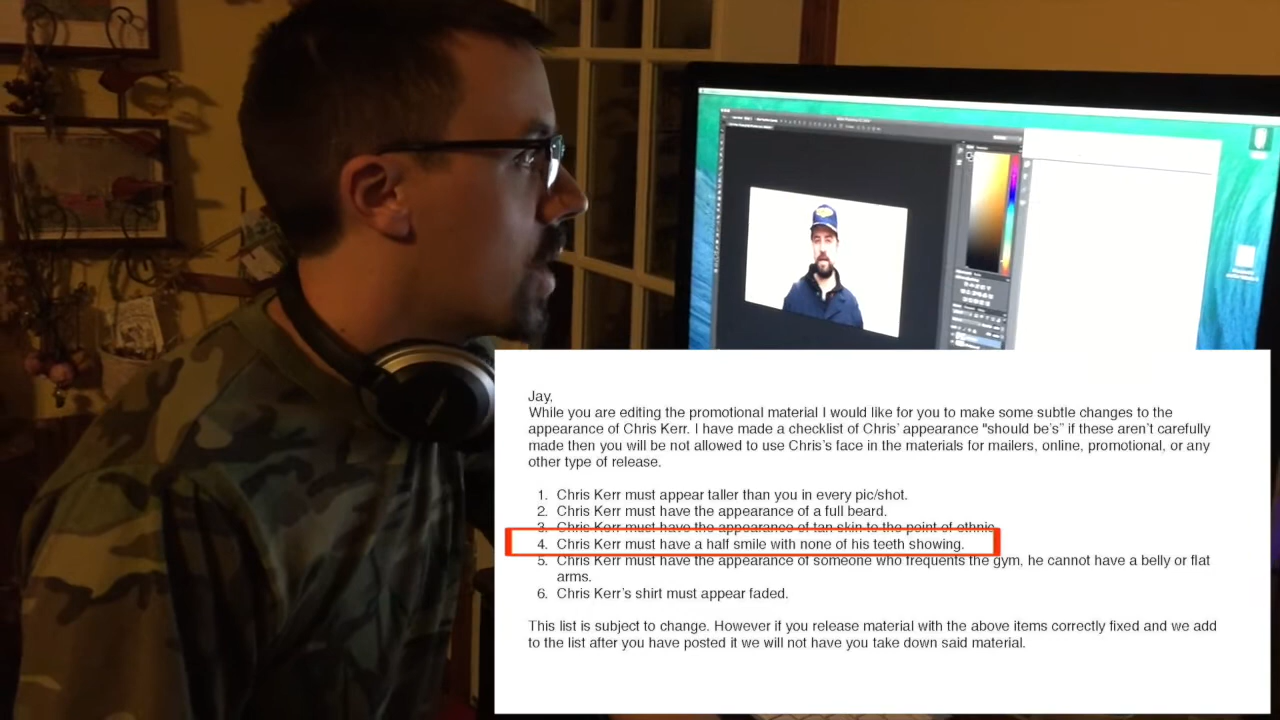 Jay,
While you are editing the promotional material I would like for you to make some subtle changes to the
appearance of Chris Kerr. I have made a checklist of Chris' appearance "should be's" if these aren't carefully
made then you will be not allowed to use Chris's face in the materials for mailers, online, promotional, or any
other type of release.
1. Chris Kerr must appear taller than you in every pic/shot.
2. Chris Kerr must have the appearance of a full beard.
3. Chris Kerr must have the appearance of tan skin to the point of ethnic.
4. Chris Kerr must have a half smile with none of his teeth showing.
5. Chris Kerr must have the appearance of someone who frequents the gym, he cannot have a belly or flat
arms.
6. Chris Kerr's shirt must appear faded.
This list is subject to change. However if you release material with the above items correctly fixed and we add
to the list after you have posted it we will not have you take down said material.